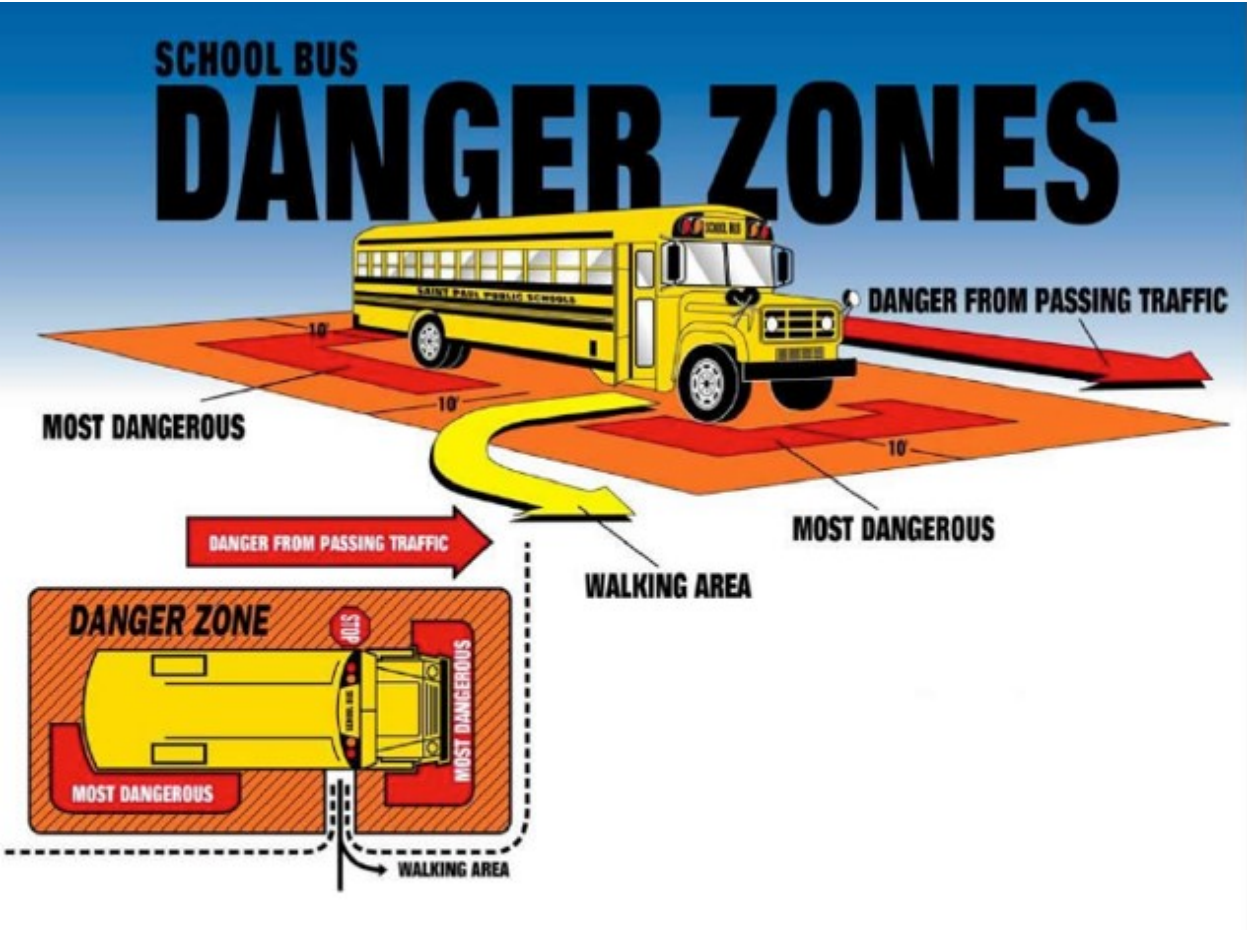 SCHOOL BUS
DANGER ZONES
SCHOOL BUS
SAINT PAUL PUBLIC SCHOOLS
DANGER FROM PASSING TRAFFIC
10'
10'
MOST DANGEROUS
10'
MOST DANGEROUS
DANGER FROM PASSING TRAFFIC
WALKING AREA
DANGER ZONE
STOP
MOST DANGEROUS
SCHOOL BUS
MOST DANGEROUS
WALKING AREA